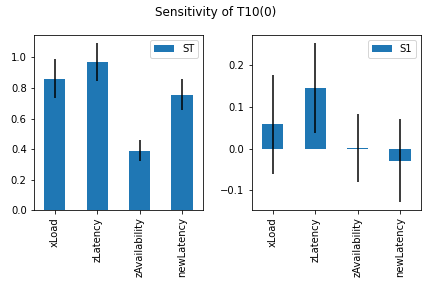 Sensitivity of T10(0)
ST
1.0
0.8
0.6
0.4
0.2
0.0
xLoad
zLatency
zAvailability
newLatency
S1
0.2
0.1
0.0
−0.1
xLoad
zLatency
zAvailability
newLatency